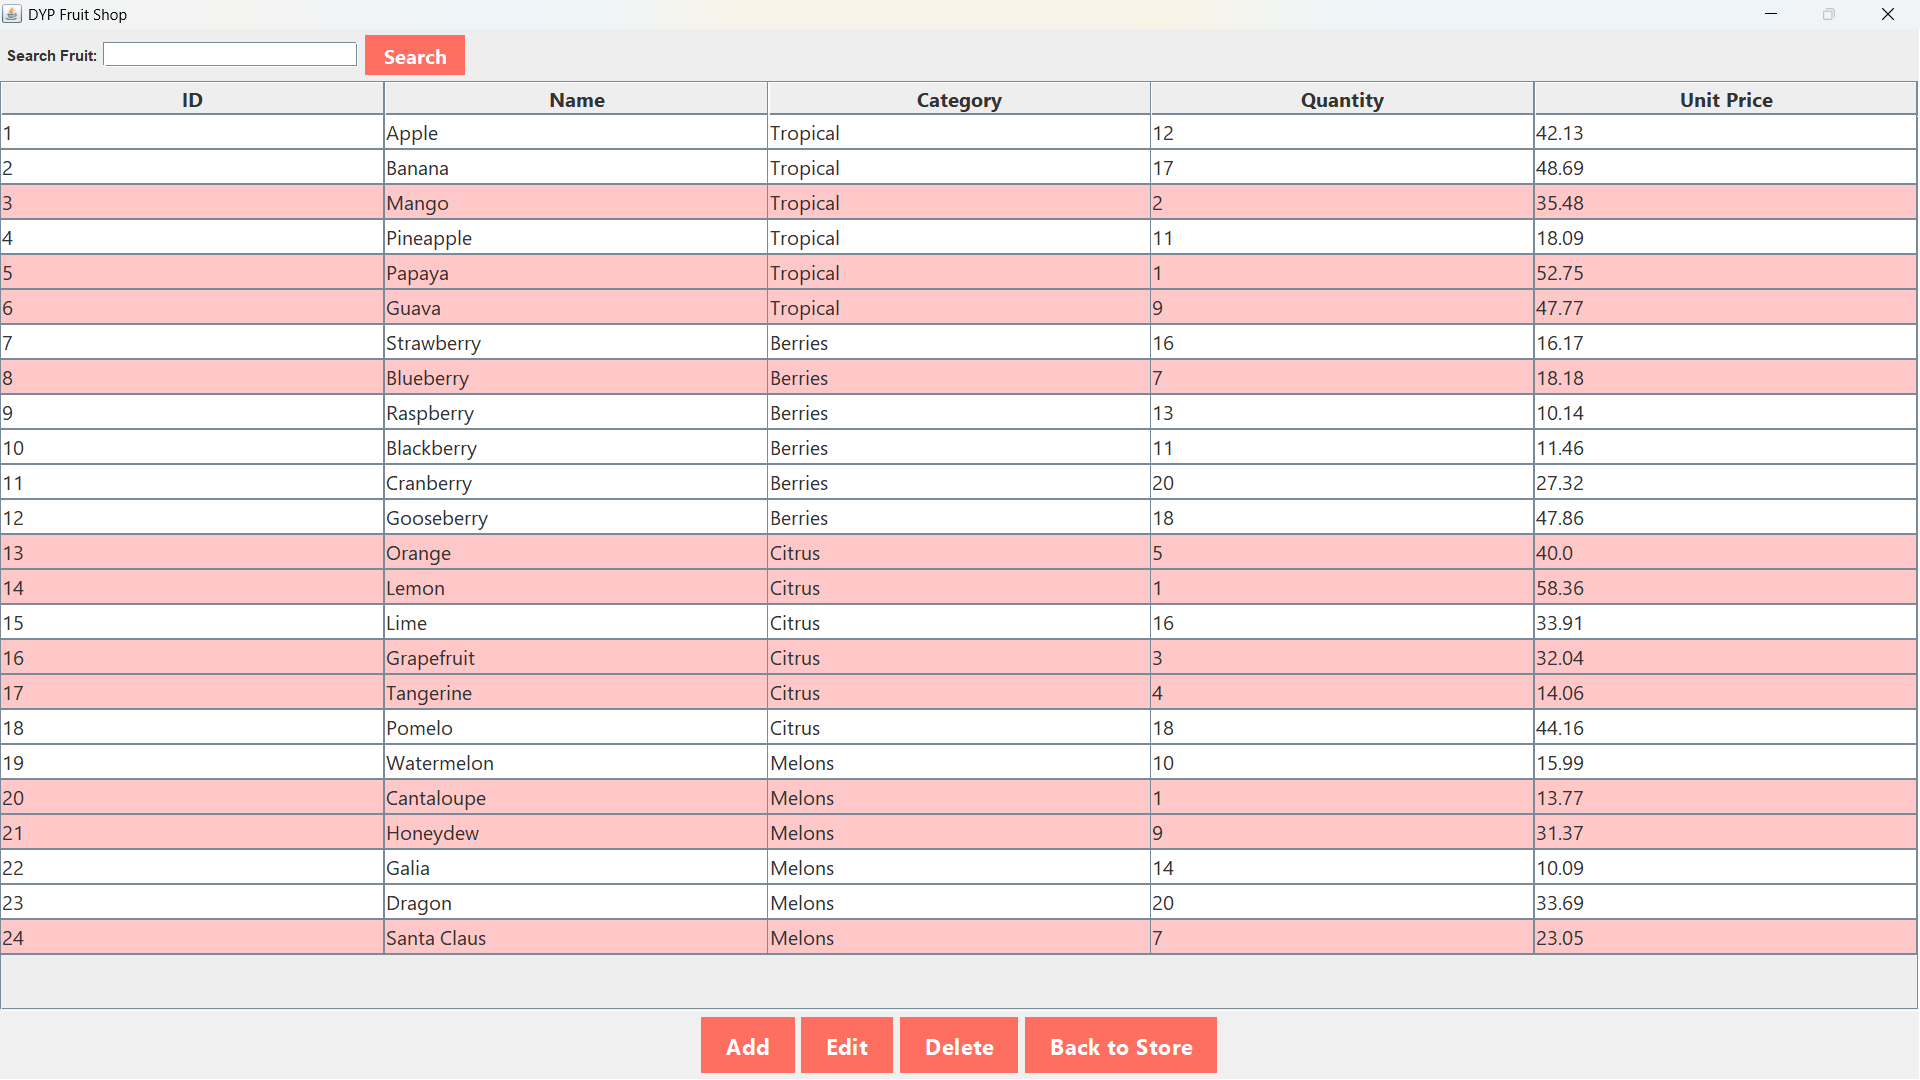 DYP Fruit Shop
Search Fruit: Search
ID Name Category Quantity Unit Price
1 Apple Tropical 12 42.13
2 Banana Tropical 17 48.69
3 Mango Tropical 2 35.48
4 Pineapple Tropical 11 18.09
5 Papaya Tropical 1 52.75
6 Guava Tropical 9 47.77
7 Strawberry Berries 16 16.17
8 Blueberry Berries 7 18.18
9 Raspberry Berries 13 10.14
10 Blackberry Berries 11 11.46
11 Cranberry Berries 20 27.32
12 Gooseberry Berries 18 47.86
13 Orange Citrus 5 40.0
14 Lemon Citrus 1 58.36
15 Lime Citrus 16 33.91
16 Grapefruit Citrus 3 32.04
17 Tangerine Citrus 4 14.06
18 Pomelo Citrus 18 44.16
19 Watermelon Melons 10 15.99
20 Cantaloupe Melons 1 13.77
21 Honeydew Melons 9 31.37
22 Galia Melons 14 10.09
23 Dragon Melons 20 33.69
24 Santa Claus Melons 7 23.05
Add Edit Delete Back to Store